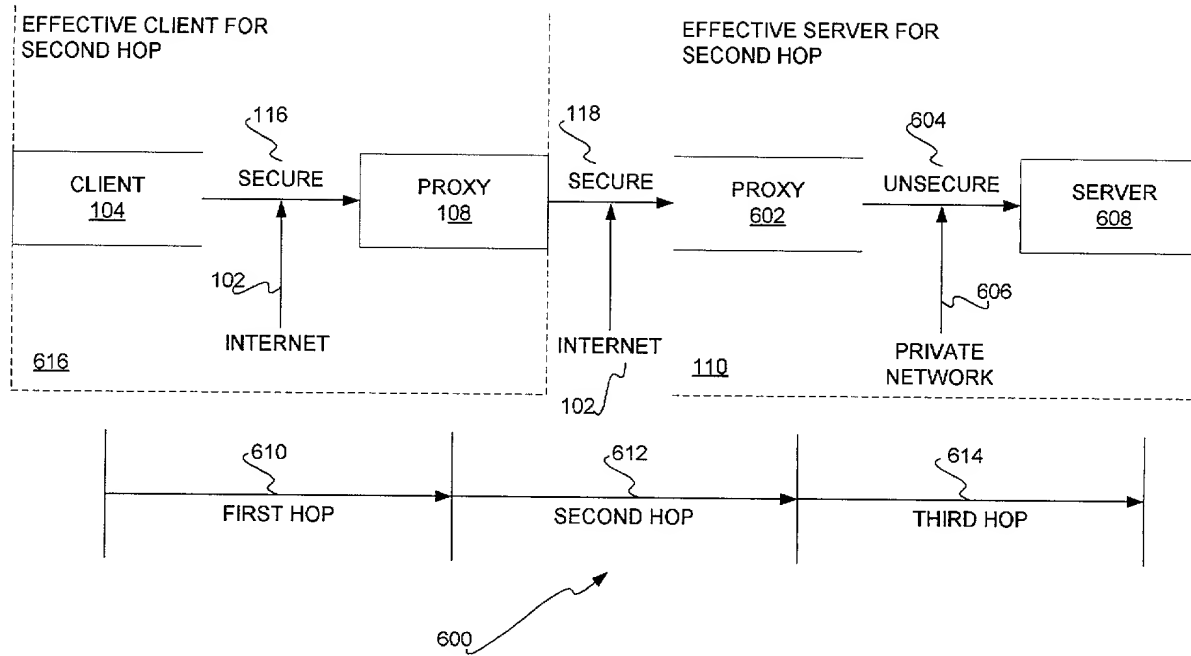 EFFECTIVE CLIENT FOR
SECOND HOP
EFFECTIVE SERVER FOR
SECOND HOP
116
118
604
CLIENT
104
SECURE
PROXY
108
SECURE
PROXY
602
UNSECURE
SERVER
608
102
606
INTERNET
INTERNET
PRIVATE
NETWORK
616
110
102
610
612
614
FIRST HOP
SECOND HOP
THIRD HOP
600